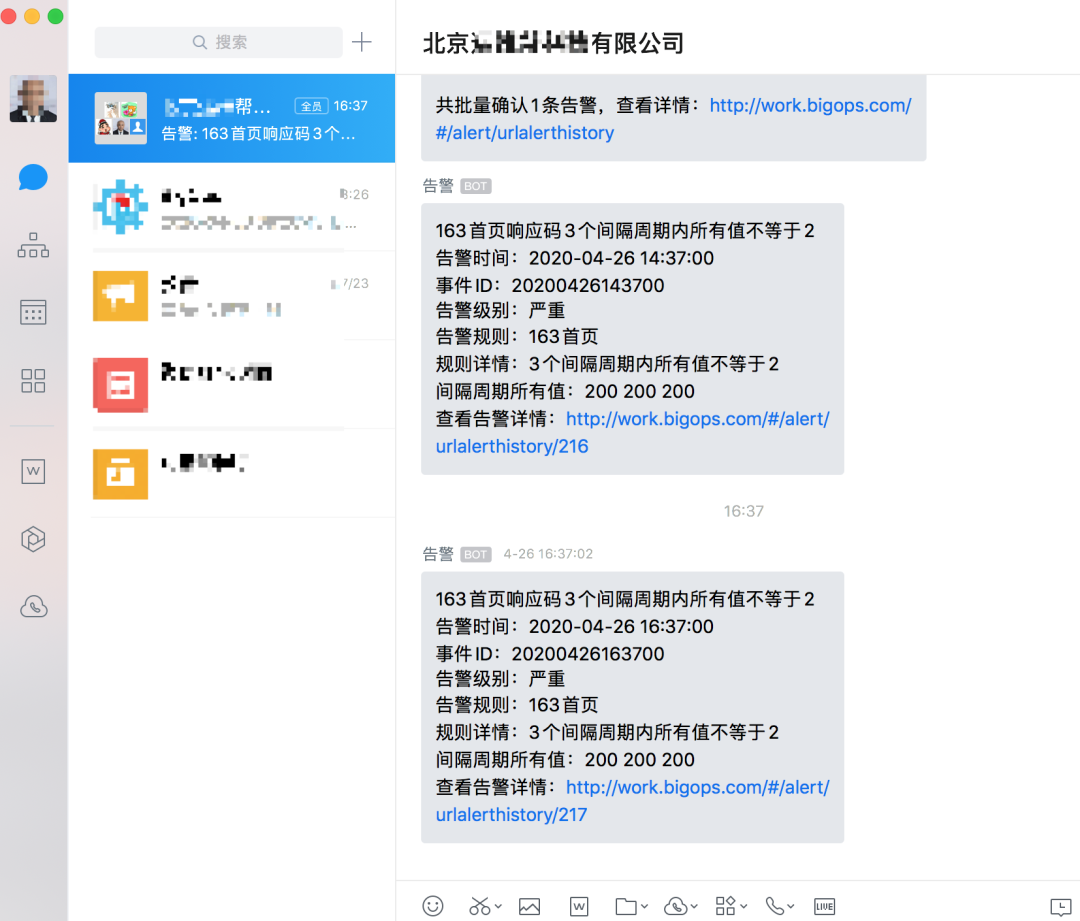 搜索
帮...
全员
16:37
告警: 163首页响应码3个...
8:26
...
7/23
W
北京
有限公司
共批量确认1条告警，查看详情：http://work.bigops.com/
#/alert/urlalerthistory
告警 BOT
163首页响应码3个间隔周期内所有值不等于2
告警时间：2020-04-26 14:37:00
事件ID：20200426143700
告警级别：严重
告警规则：163首页
规则详情：3个间隔周期内所有值不等于2
间隔周期所有值：200 200 200
查看告警详情：http://work.bigops.com/#/alert/
urlalerthistory/216
16:37
告警 BOT 4-26 16:37:02
163首页响应码3个间隔周期内所有值不等于2
告警时间：2020-04-26 16:37:00
事件ID：20200426163700
告警级别：严重
告警规则：163首页
规则详情：3个间隔周期内所有值不等于2
间隔周期所有值：200 200 200
查看告警详情：http://work.bigops.com/#/alert/
urlalerthistory/217
W
LIVE